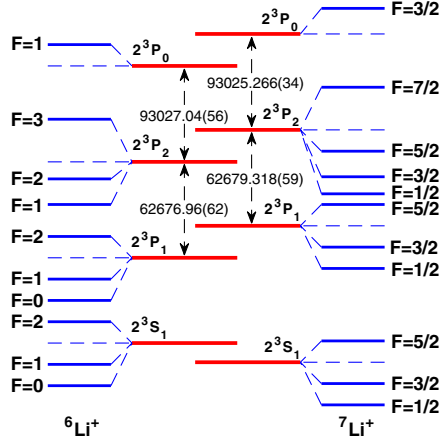 F=3/2
2³P₀
F=1
2³P₀
93025.266(34)
F=7/2
93027.04(56)
F=3
2³P₂
2³P₂
F=5/2
F=2
F=3/2
62679.318(59)
F=1/2
F=1
62676.96(62)
F=5/2
2³P₁
F=2
2³P₁
F=3/2
F=1
F=1/2
F=0
F=2
2³S₁
F=5/2
2³S₁
F=1
F=3/2
F=0
F=1/2
⁶Li⁺
⁷Li⁺